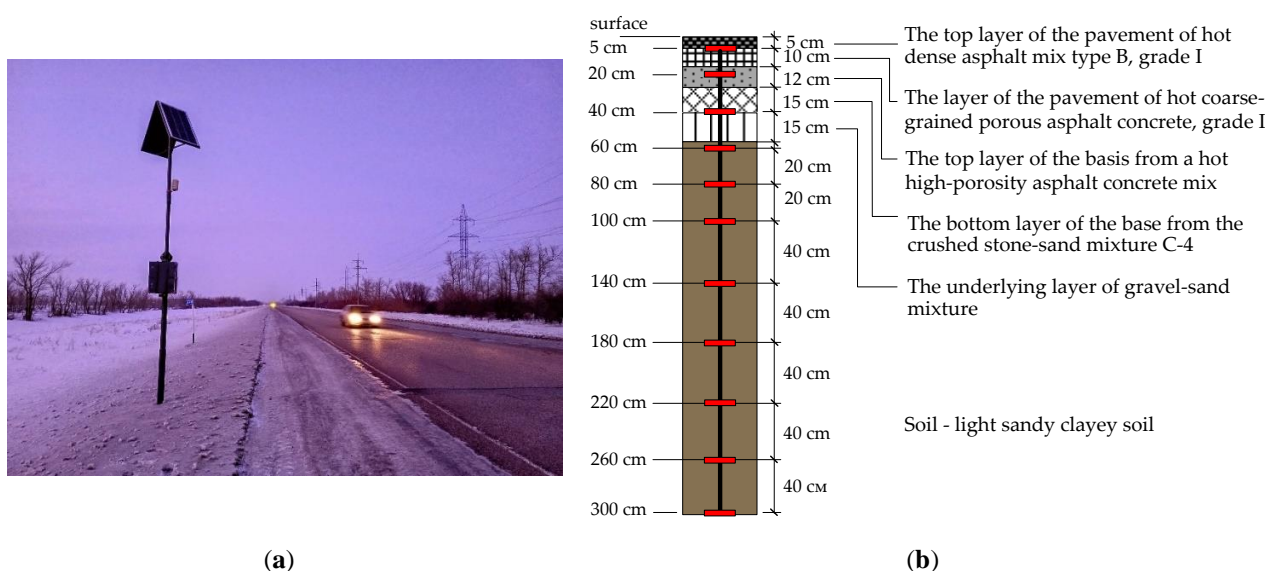 surface
5 cm
20 cm
40 cm
60 cm
80 cm
100 cm
140 cm
180 cm
220 cm
260 cm
300 cm
5 cm
10 cm
12 cm
15 cm
15 cm
20 cm
20 cm
40 cm
40 cm
40 cm
40 cm
40 см
The top layer of the pavement of hot
dense asphalt mix type B, grade I
The layer of the pavement of hot coarse-
grained porous asphalt concrete, grade I
The top layer of the basis from a hot
high-porosity asphalt concrete mix
The bottom layer of the base from the
crushed stone-sand mixture C-4
The underlying layer of gravel-sand
mixture
Soil - light sandy clayey soil
(a)
(b)